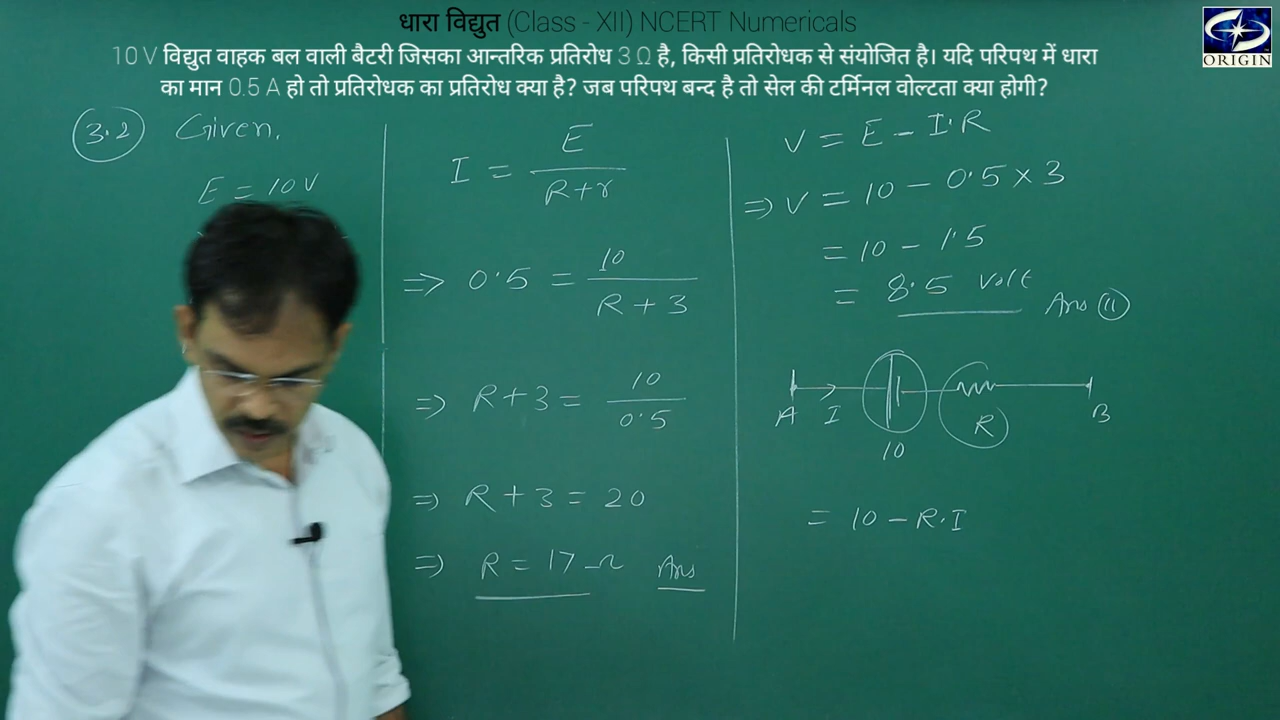 धारा विद्युत (Class - XII) NCERT Numericals
ORIGIN
10 V विद्युत वाहक बल वाली बैटरी जिसका आन्तरिक प्रतिरोध 3 Ω है, किसी प्रतिरोधक से संयोजित है। यदि परिपथ में धारा
का मान 0.5 A हो तो प्रतिरोधक का प्रतिरोध क्या है? जब परिपथ बन्द है तो सेल की टर्मिनल वोल्टता क्या होगी?
3.2 Given.
E = 10V
I = E / R+r
⇒ 0.5 = 10 / R + 3
⇒ R+3 = 10 / 0.5
⇒ R + 3 = 20
⇒ R = 17 Ω Ans
V = E - I.R
⇒ V = 10 - 0.5 x 3
= 10 - 1.5
= 8.5 volt Ans (ii)
A I 10 R B
= 10 - R.I